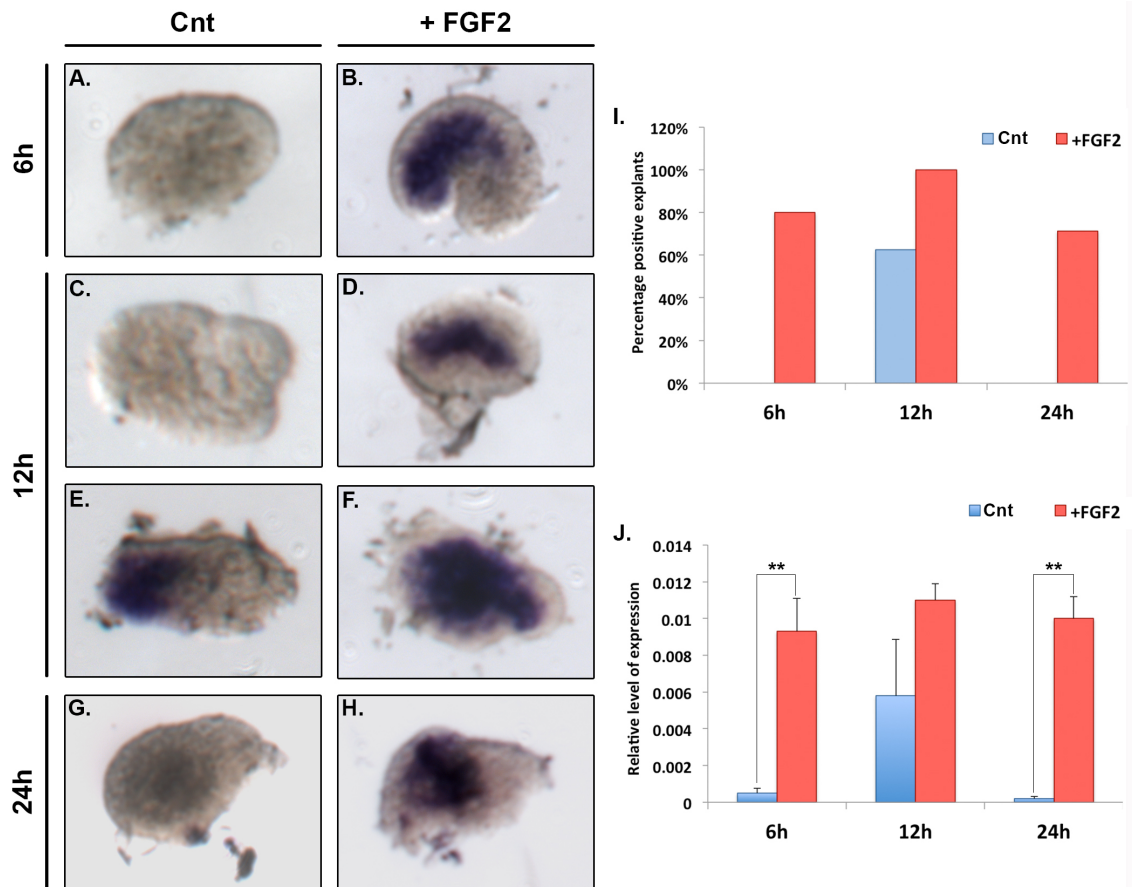 Cnt
+ FGF2
6h
A.
B.
12h
C.
D.
E.
F.
24h
G.
H.
I.
Cnt
+FGF2
Percentage positive explants
120%
100%
80%
60%
40%
20%
0%
6h
12h
24h
J.
Cnt
+FGF2
Relative level of expression
0.014
0.012
0.01
0.008
0.006
0.004
0.002
0
**
**
6h
12h
24h